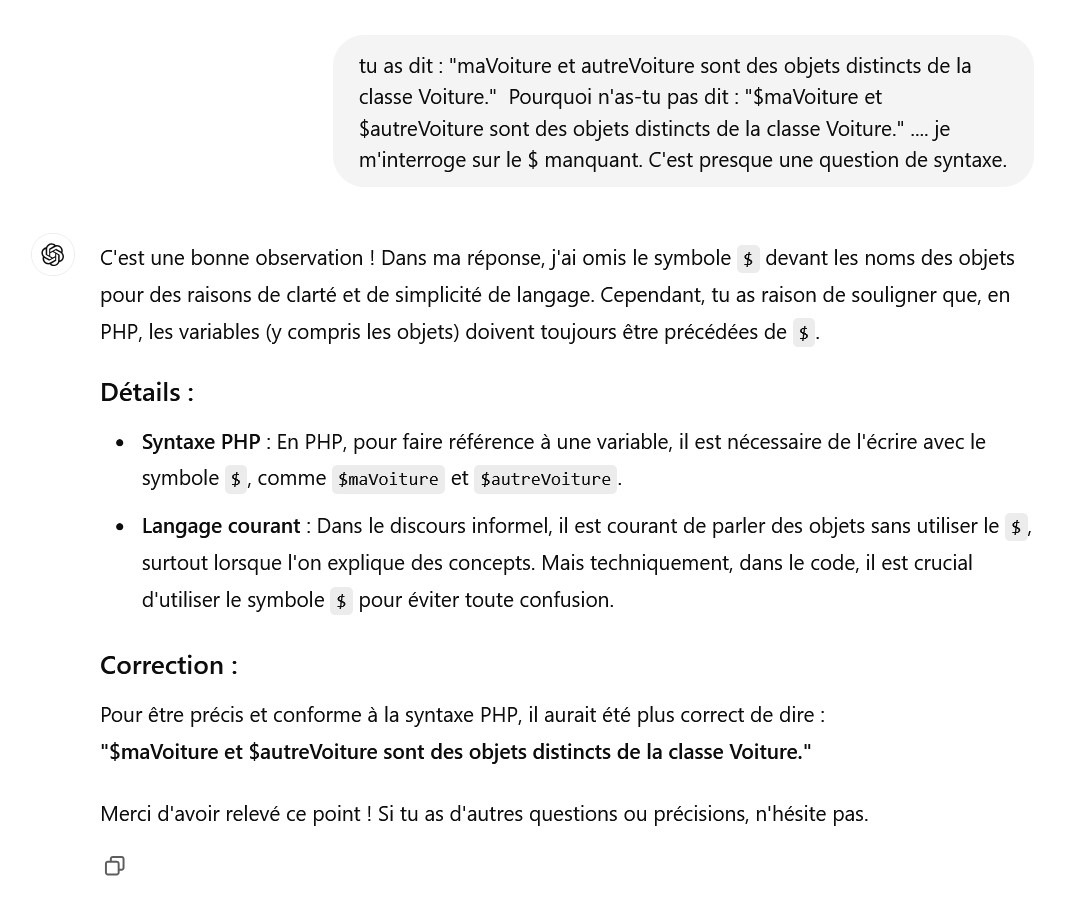 tu as dit : "maVoiture et autreVoiture sont des objets distincts de la
classe Voiture."  Pourquoi n'as-tu pas dit : "$maVoiture et
$autreVoiture sont des objets distincts de la classe Voiture." .... je
m'interroge sur le $ manquant. C'est presque une question de syntaxe.
C'est une bonne observation ! Dans ma réponse, j'ai omis le symbole $ devant les noms des objets
pour des raisons de clarté et de simplicité de langage. Cependant, tu as raison de souligner que, en
PHP, les variables (y compris les objets) doivent toujours être précédées de $.
Détails :
• Syntaxe PHP : En PHP, pour faire référence à une variable, il est nécessaire de l'écrire avec le
symbole $, comme $maVoiture et $autreVoiture.
• Langage courant : Dans le discours informel, il est courant de parler des objets sans utiliser le $,
surtout lorsque l'on explique des concepts. Mais techniquement, dans le code, il est crucial
d'utiliser le symbole $ pour éviter toute confusion.
Correction :
Pour être précis et conforme à la syntaxe PHP, il aurait été plus correct de dire :
"$maVoiture et $autreVoiture sont des objets distincts de la classe Voiture."
Merci d'avoir relevé ce point ! Si tu as d'autres questions ou précisions, n'hésite pas.